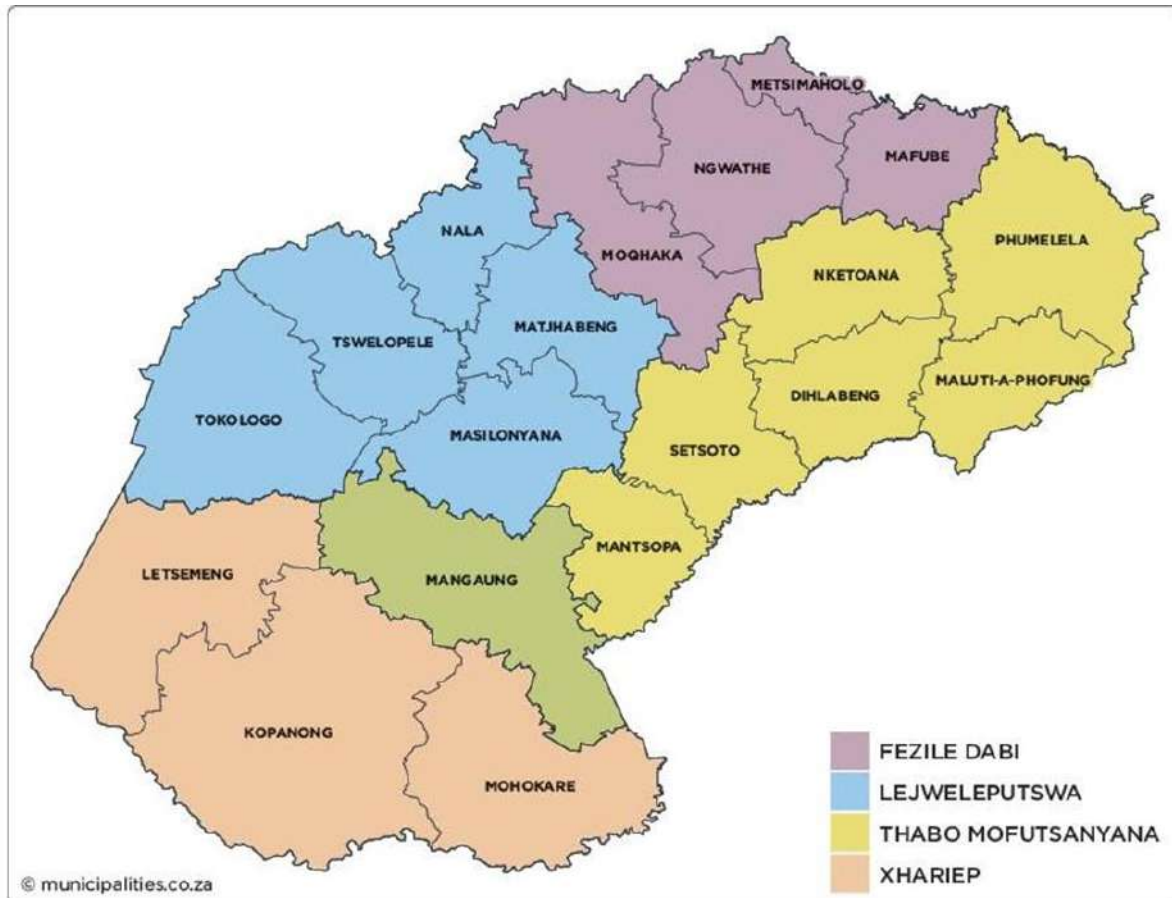 METSIMAHOLO
MAFUBE
NGWATHE
PHUMELELA
NALA
MOQHAKA
NKETOANA
MATJHABENG
TSWELOPELE
MALUTI-A-PHOFUNG
DIHLABENG
TOKOLOGO
MASILONYANA
SETSOTO
MANTSOPA
LETSEMENG
MANGAUNG
KOPANONG
MOHOKARE
FEZILE DABI
LEJWELEPUTSWA
THABO MOFUTSANYANA
XHARIEP
© municipalities.co.za